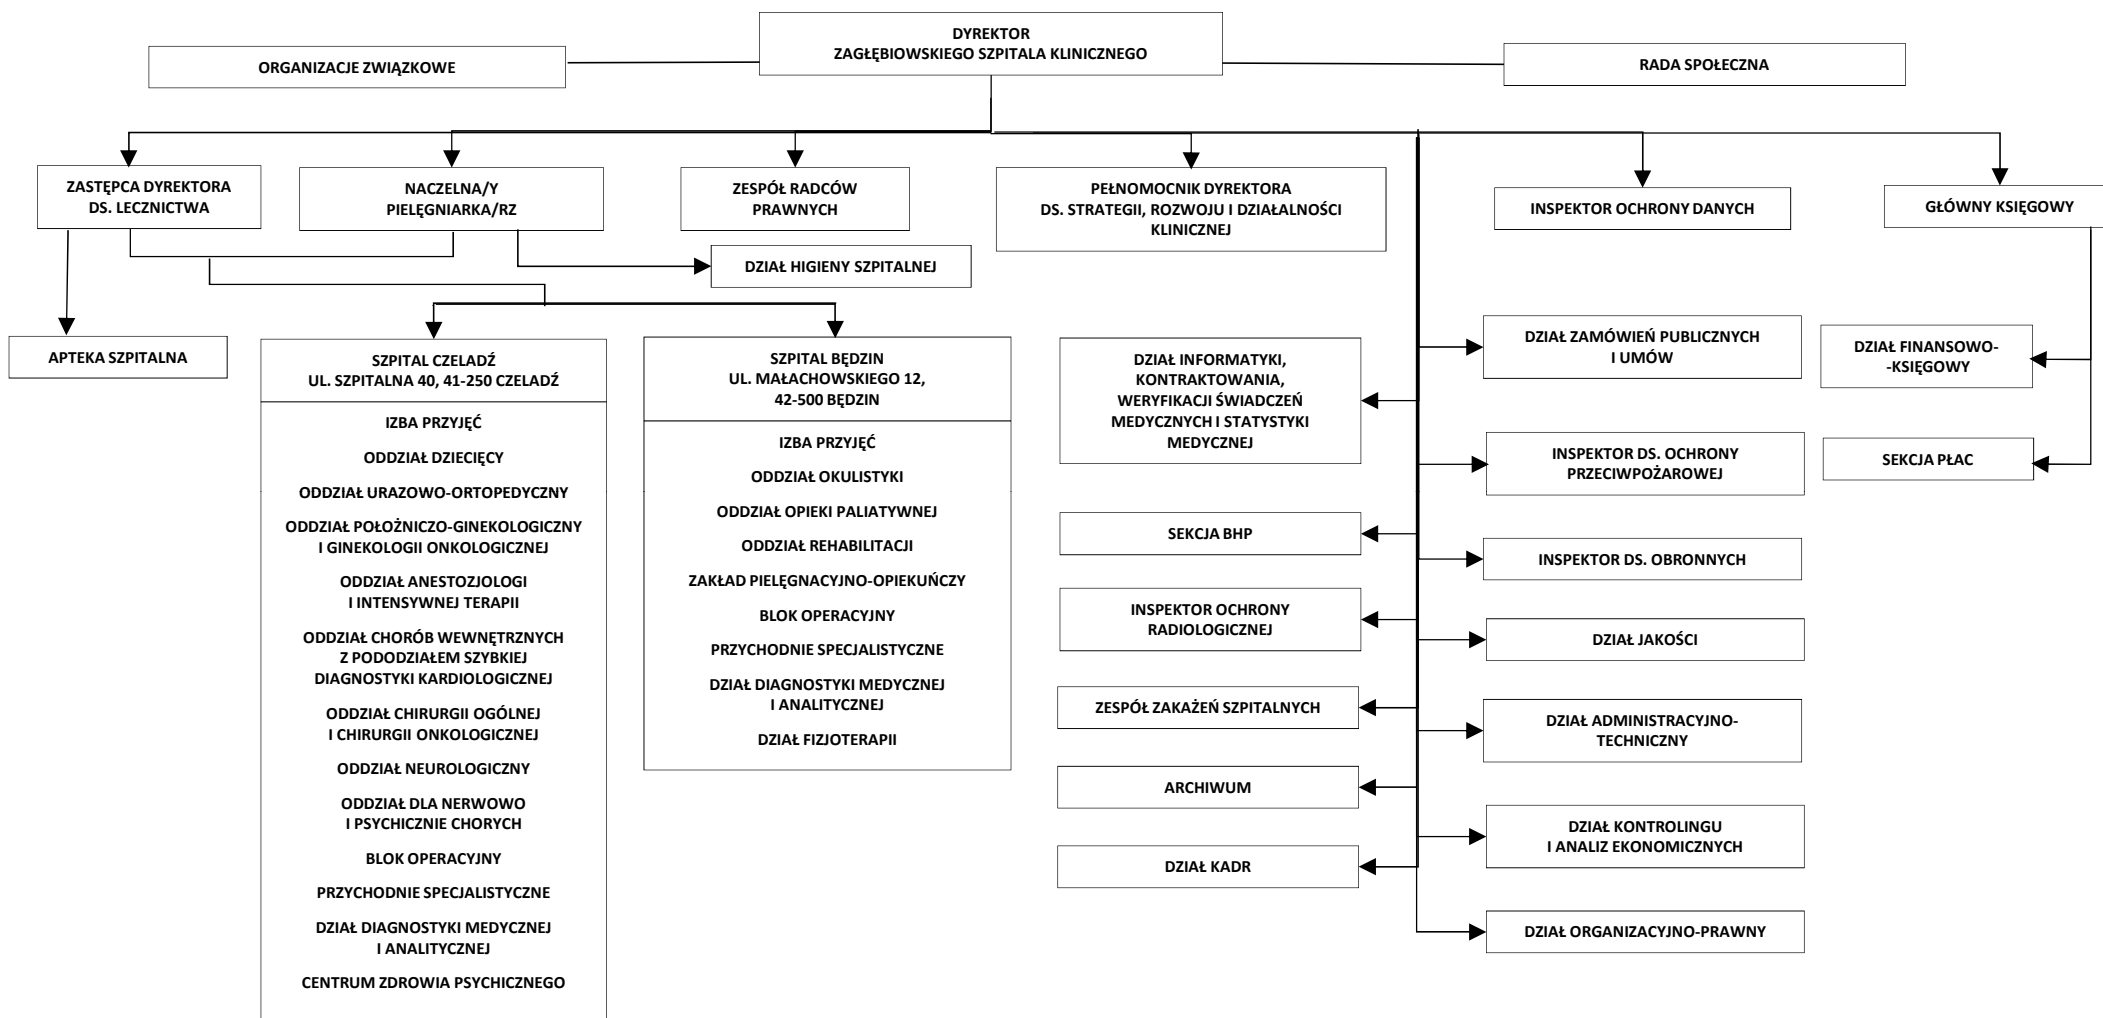 DYREKTOR
ZAGŁĘBIOWSKIEGO SZPITALA KLINICZNEGO
ORGANIZACJE ZWIĄZKOWE
RADA SPOŁECZNA
ZASTĘPCA DYREKTORA
DS. LECZNICTWA
NACZELNA/Y
PIELĘGNIARKA/RZ
ZESPÓŁ RADCÓW
PRAWNYCH
PEŁNOMOCNIK DYREKTORA
DS. STRATEGII, ROZWOJU I DZIAŁALNOŚCI
KLINICZNEJ
INSPEKTOR OCHRONY DANYCH
GŁÓWNY KSIĘGOWY
DZIAŁ HIGIENY SZPITALNEJ
APTEKA SZPITALNA
SZPITAL CZELADŹ
UL. SZPITALNA 40, 41-250 CZELADŹ
IZBA PRZYJĘĆ
ODDZIAŁ DZIECIĘCY
ODDZIAŁ URAZOWO-ORTOPEDYCZNY
ODDZIAŁ POŁOŻNICZO-GINEKOLOGICZNY
I GINEKOLOGII ONKOLOGICZNEJ
ODDZIAŁ ANESTOZJOLOGI
I INTENSYWNEJ TERAPII
ODDZIAŁ CHORÓB WEWNĘTRZNYCH
Z PODODZIAŁEM SZYBKIEJ
DIAGNOSTYKI KARDIOLOGICZNEJ
ODDZIAŁ CHIRURGII OGÓLNEJ
I CHIRURGII ONKOLOGICZNEJ
ODDZIAŁ NEUROLOGICZNY
ODDZIAŁ DLA NERWOWO
I PSYCHICZNIE CHORYCH
BLOK OPERACYJNY
PRZYCHODNIE SPECJALISTYCZNE
DZIAŁ DIAGNOSTYKI MEDYCZNEJ
I ANALITYCZNEJ
CENTRUM ZDROWIA PSYCHICZNEGO
SZPITAL BĘDZIN
UL. MAŁACHOWSKIEGO 12,
42-500 BĘDZIN
IZBA PRZYJĘĆ
ODDZIAŁ OKULISTYKI
ODDZIAŁ OPIEKI PALIATYWNEJ
ODDZIAŁ REHABILITACJI
ZAKŁAD PIELĘGNACYJNO-OPIEKUŃCZY
BLOK OPERACYJNY
PRZYCHODNIE SPECJALISTYCZNE
DZIAŁ DIAGNOSTYKI MEDYCZNEJ
I ANALITYCZNEJ
DZIAŁ FIZJOTERAPII
DZIAŁ INFORMATYKI,
KONTRAKTOWANIA,
WERYFIKACJI ŚWIADCZEŃ
MEDYCZNYCH I STATYSTYKI
MEDYCZNEJ
SEKCJA BHP
INSPEKTOR OCHRONY
RADIOLOGICZNEJ
ZESPÓŁ ZAKAŻEŃ SZPITALNYCH
ARCHIWUM
DZIAŁ KADR
DZIAŁ ZAMÓWIEŃ PUBLICZNYCH
I UMÓW
INSPEKTOR DS. OCHRONY
PRZECIWPOŻAROWEJ
INSPEKTOR DS. OBRONNYCH
DZIAŁ JAKOŚCI
DZIAŁ ADMINISTRACYJNO-
TECHNICZNY
DZIAŁ KONTROLINGU
I ANALIZ EKONOMICZNYCH
DZIAŁ ORGANIZACYJNO-PRAWNY
DZIAŁ FINANSOWO-
-KSIĘGOWY
SEKCJA PŁAC